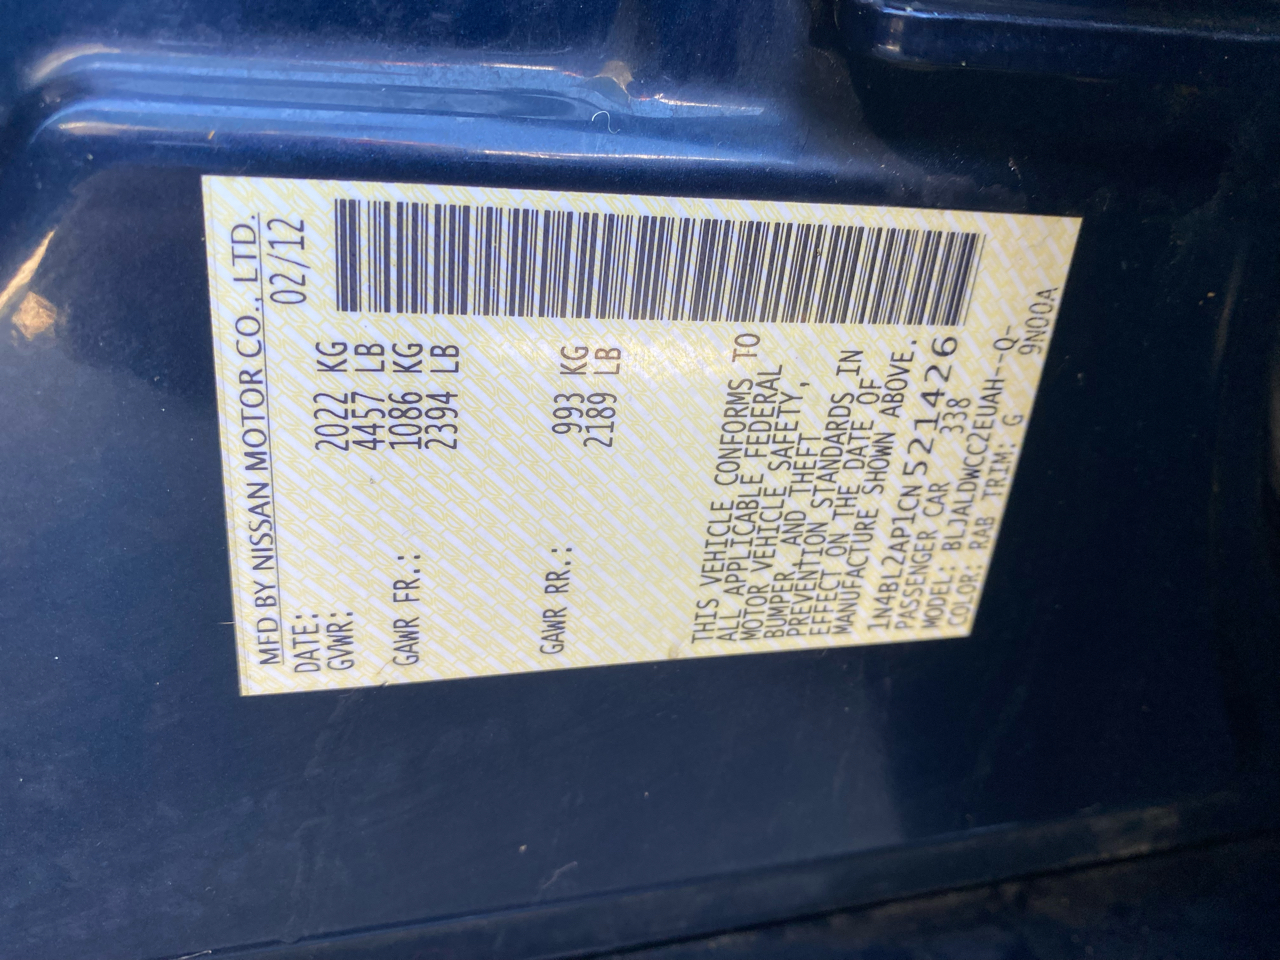 MFD BY NISSAN MOTOR CO., LTD.
DATE: 02/12
GVWR: 2022 KG
4457 LB
GAWR FR.: 1086 KG
2394 LB
GAWR RR.: 993 KG
2189 LB
THIS VEHICLE CONFORMS TO
ALL APPLICABLE FEDERAL
MOTOR VEHICLE SAFETY,
BUMPER AND THEFT
PREVENTION STANDARDS IN
EFFECT ON THE DATE OF
MANUFACTURE SHOWN ABOVE.
1N4BL2AP1CN521426
PASSENGER CAR 338
MODEL: BLJALDWCC2EUAH--Q-
COLOR: RAB TRIM: G 9N00A